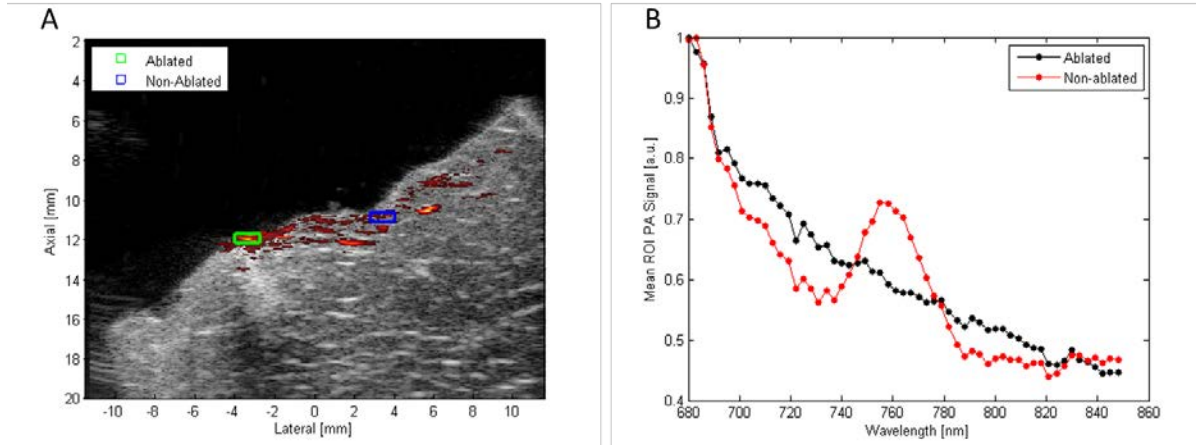 A
Axial [mm]
2
4
6
8
10
12
14
16
18
20
Ablated
Non-Ablated
-10 -8 -6 -4 -2 0 2 4 6 8 10
Lateral [mm]
B
Mean ROI PA Signal [a.u.]
1
0.9
0.8
0.7
0.6
0.5
0.4
Ablated
Non-ablated
680 700 720 740 760 780 800 820 840 860
Wavelength [nm]